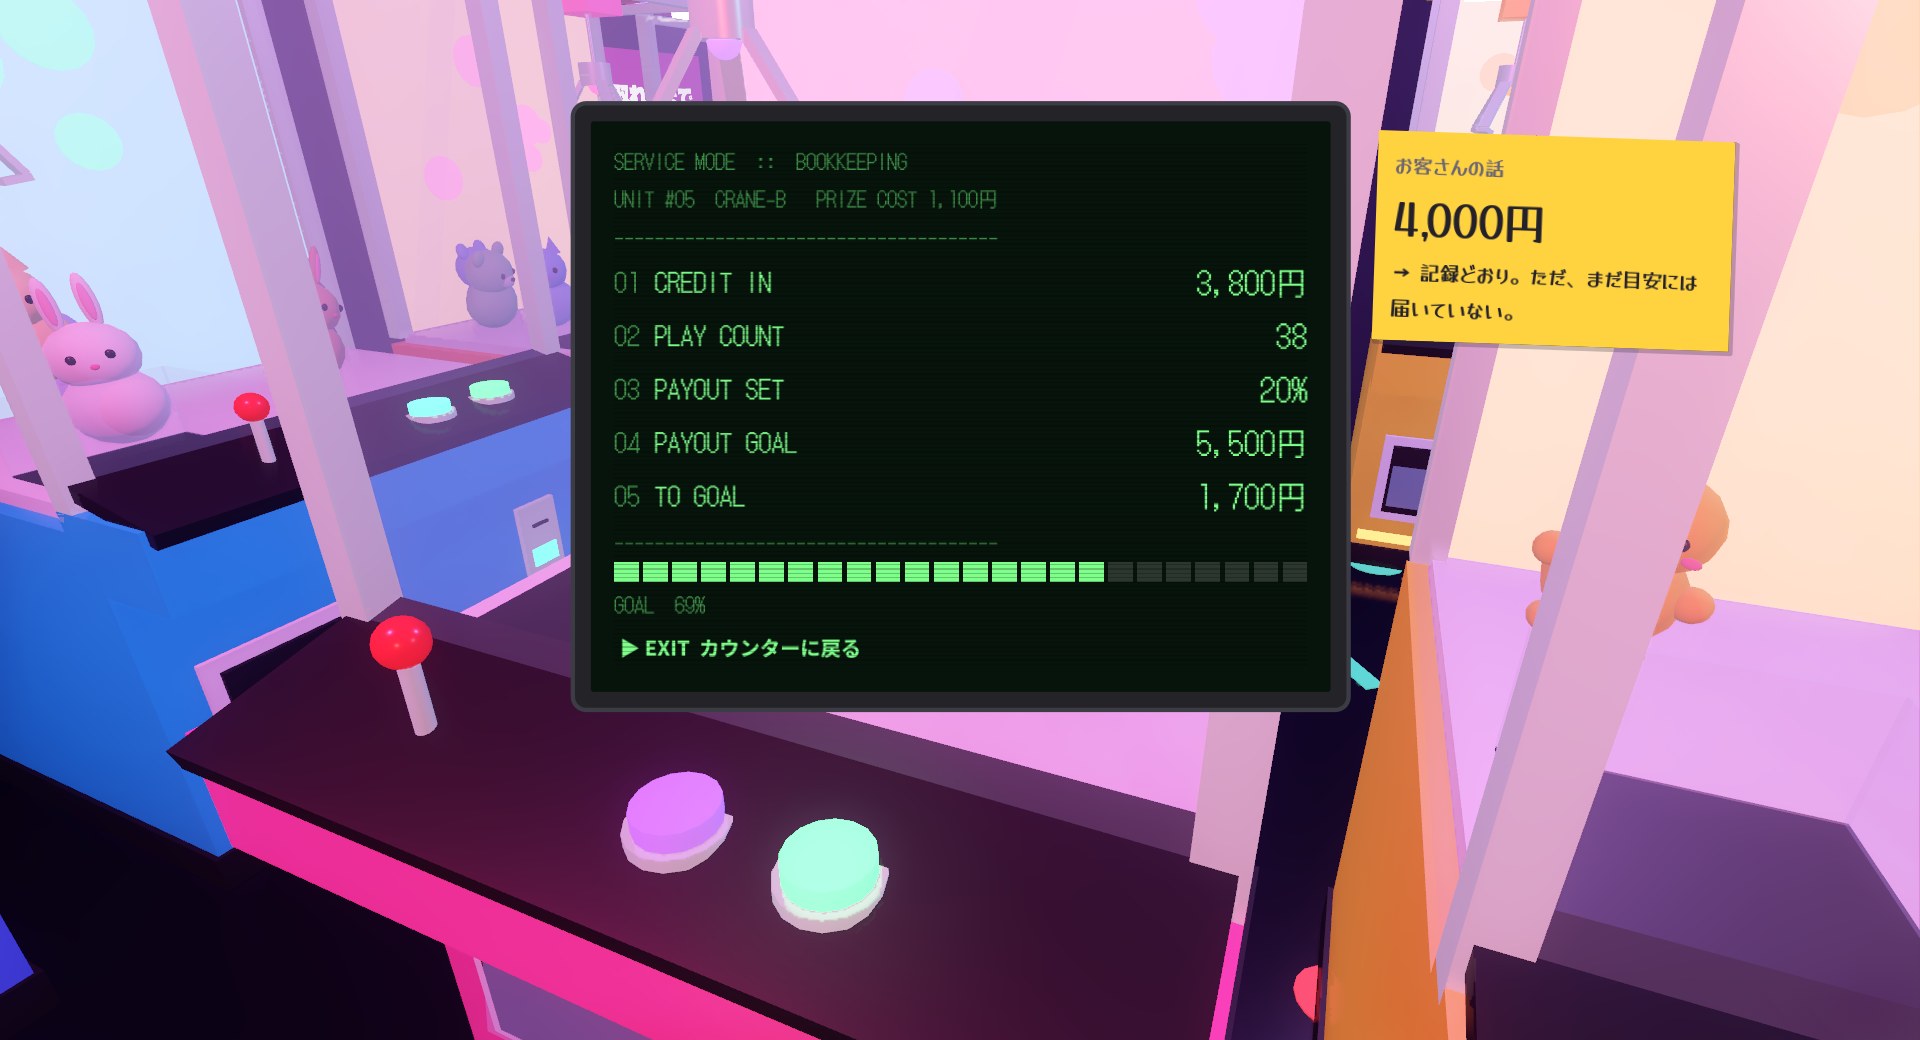 SERVICE MODE :: BOOKKEEPING
UNIT #05 CRANE-B PRIZE COST 1,100円
01 CREDIT IN 3,800円
02 PLAY COUNT 38
03 PAYOUT SET 20%
04 PAYOUT GOAL 5,500円
05 TO GOAL 1,700円
GOAL 69%
▶ EXIT カウンターに戻る
お客さんの話
4,000円
→ 記録どおり。ただ、まだ目安には
届いていない。